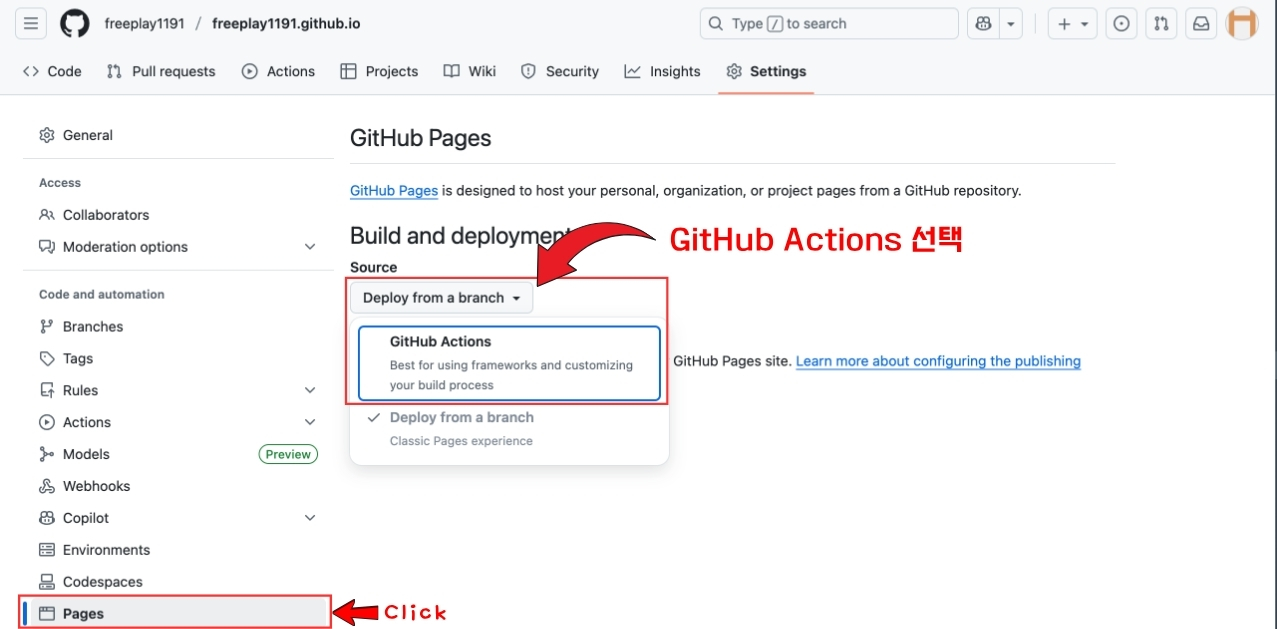 freeplay1191 / freeplay1191.github.io
Type / to search
Code Pull requests Actions Projects Wiki Security Insights Settings
General
Access
Collaborators
Moderation options
Code and automation
Branches
Tags
Rules
Actions
Models Preview
Webhooks
Copilot
Environments
Codespaces
Pages
Click
GitHub Pages
GitHub Pages is designed to host your personal, organization, or project pages from a GitHub repository.
Build and deployment
GitHub Actions 선택
Source
Deploy from a branch
GitHub Actions
Best for using frameworks and customizing
your build process
GitHub Pages site. Learn more about configuring the publishing
Deploy from a branch
Classic Pages experience